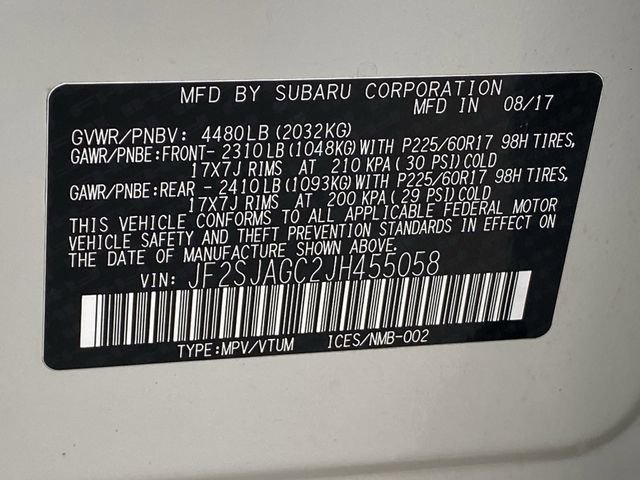 MFD BY SUBARU CORPORATION
MFD IN 08/17
GVWR/PNBV: 4480LB (2032KG)
GAWR/PNBE:FRONT- 2310LB(1048KG)WITH P225/60R17 98H TIRES,
17X7J RIMS AT 210 KPA(30 PSI)COLD
GAWR/PNBE:REAR - 2410LB(1093KG)WITH P225/60R17 98H TIRES,
17X7J RIMS AT 200 KPA(29 PSI)COLD
THIS VEHICLE CONFORMS TO ALL APPLICABLE FEDERAL MOTOR
VEHICLE SAFETY AND THEFT PREVENTION STANDARDS IN EFFECT ON
THE DATE OF MANUFACTURE SHOWN ABOVE.
VIN: JF2SJAGC2JH455058
TYPE:MPV/VTUM ICES/NMB-002